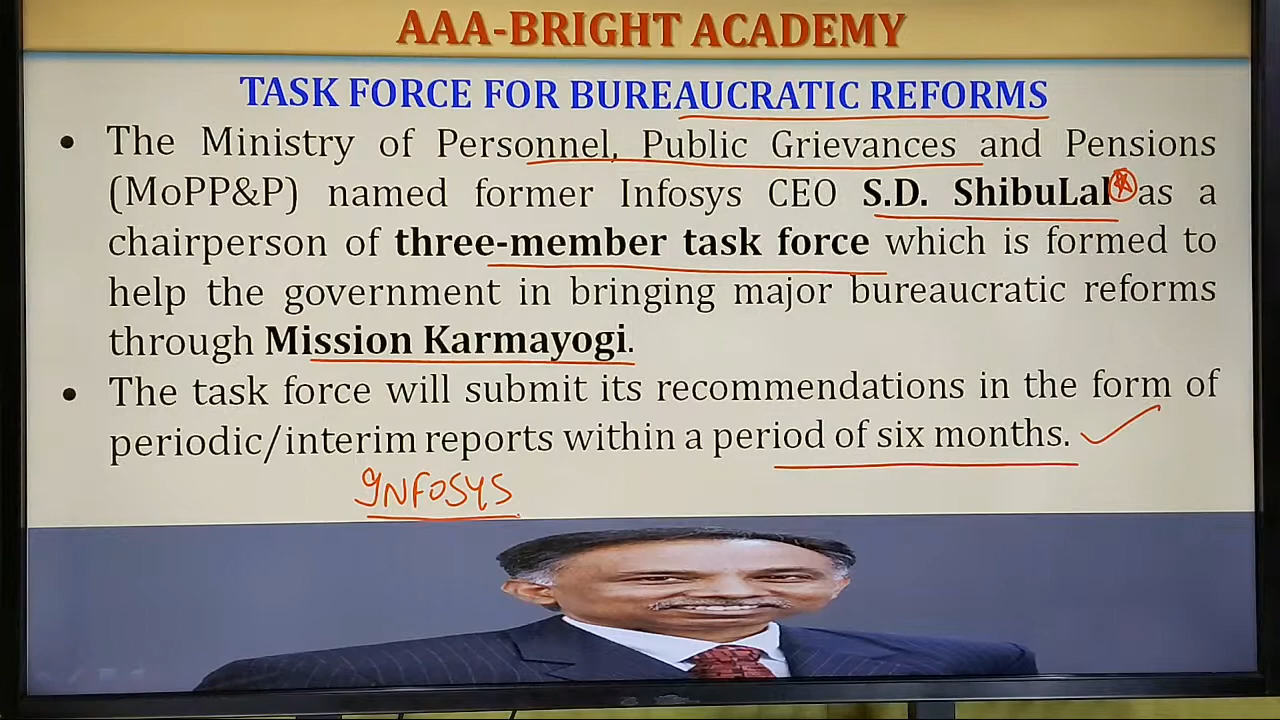 AAA-BRIGHT ACADEMY
TASK FORCE FOR BUREAUCRATIC REFORMS
• The Ministry of Personnel, Public Grievances and Pensions
(MoPP&P) named former Infosys CEO S.D. ShibuLal as a
chairperson of three-member task force which is formed to
help the government in bringing major bureaucratic reforms
through Mission Karmayogi.
• The task force will submit its recommendations in the form of
periodic/interim reports within a period of six months.
INFOSYS